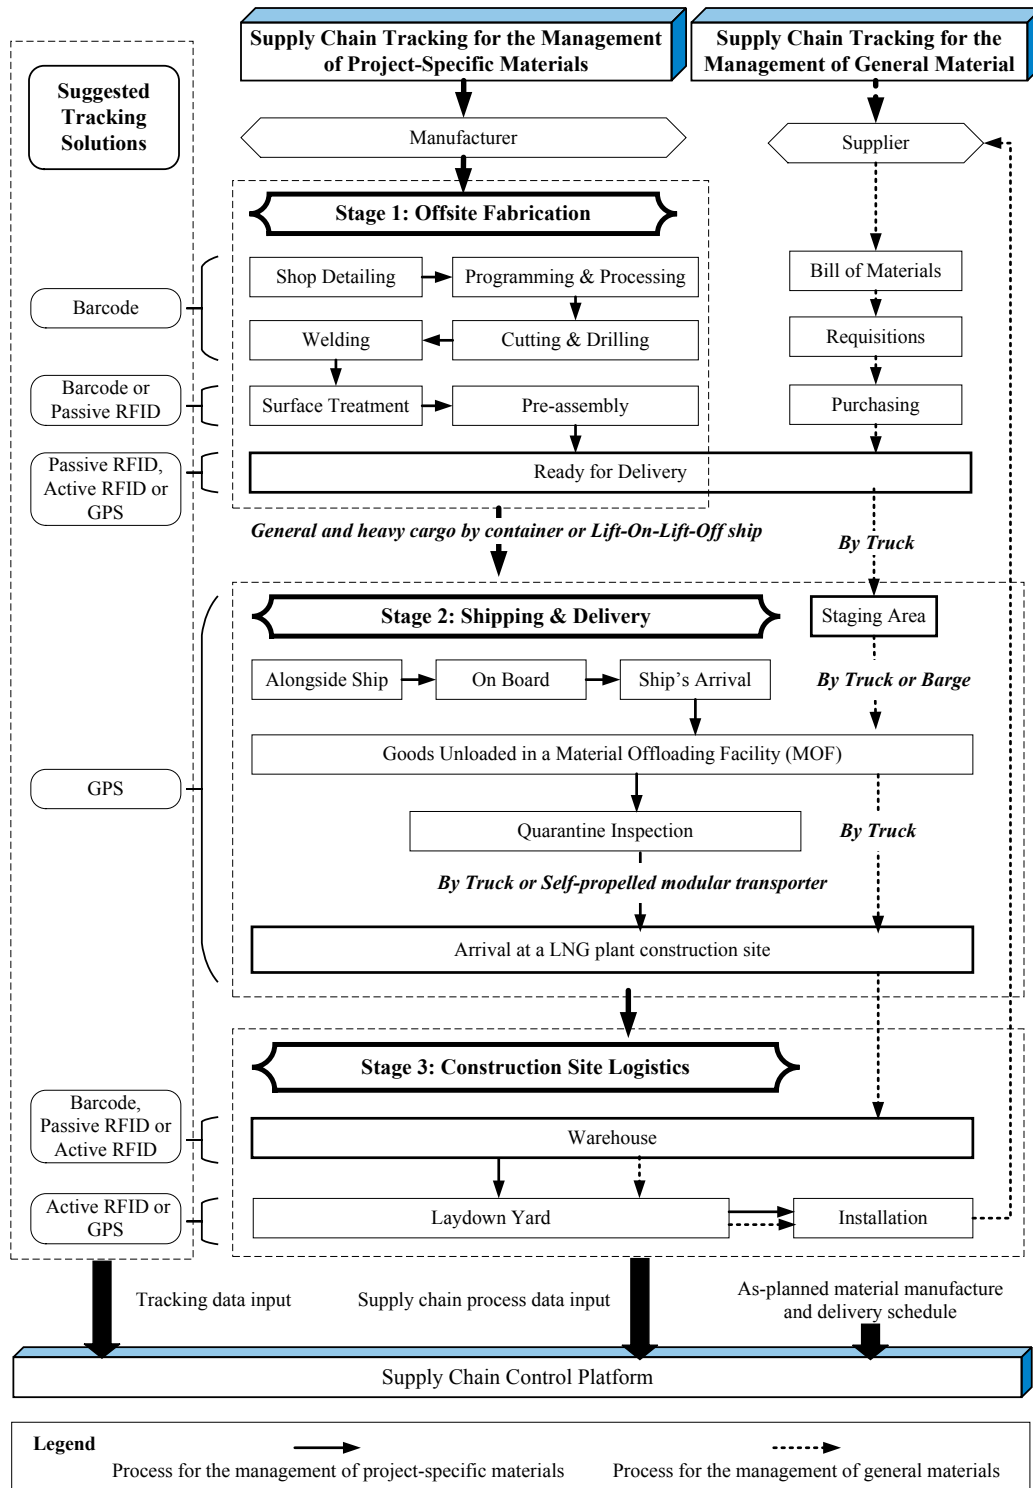 Supply Chain Tracking for the Management
of Project-Specific Materials
Supply Chain Tracking for the
Management of General Material
Suggested
Tracking
Solutions
Manufacturer
Supplier
Stage 1: Offsite Fabrication
Shop Detailing
Programming & Processing
Bill of Materials
Barcode
Welding
Cutting & Drilling
Requisitions
Barcode or
Passive RFID
Surface Treatment
Pre-assembly
Purchasing
Passive RFID,
Active RFID or
GPS
Ready for Delivery
General and heavy cargo by container or Lift-On-Lift-Off ship
By Truck
Stage 2: Shipping & Delivery
Staging Area
Alongside Ship
On Board
Ship's Arrival
By Truck or Barge
Goods Unloaded in a Material Offloading Facility (MOF)
GPS
Quarantine Inspection
By Truck
By Truck or Self-propelled modular transporter
Arrival at a LNG plant construction site
Stage 3: Construction Site Logistics
Barcode,
Passive RFID or
Active RFID
Warehouse
Active RFID or
GPS
Laydown Yard
Installation
Tracking data input
Supply chain process data input
As-planned material manufacture
and delivery schedule
Supply Chain Control Platform
Legend
Process for the management of project-specific materials
Process for the management of general materials